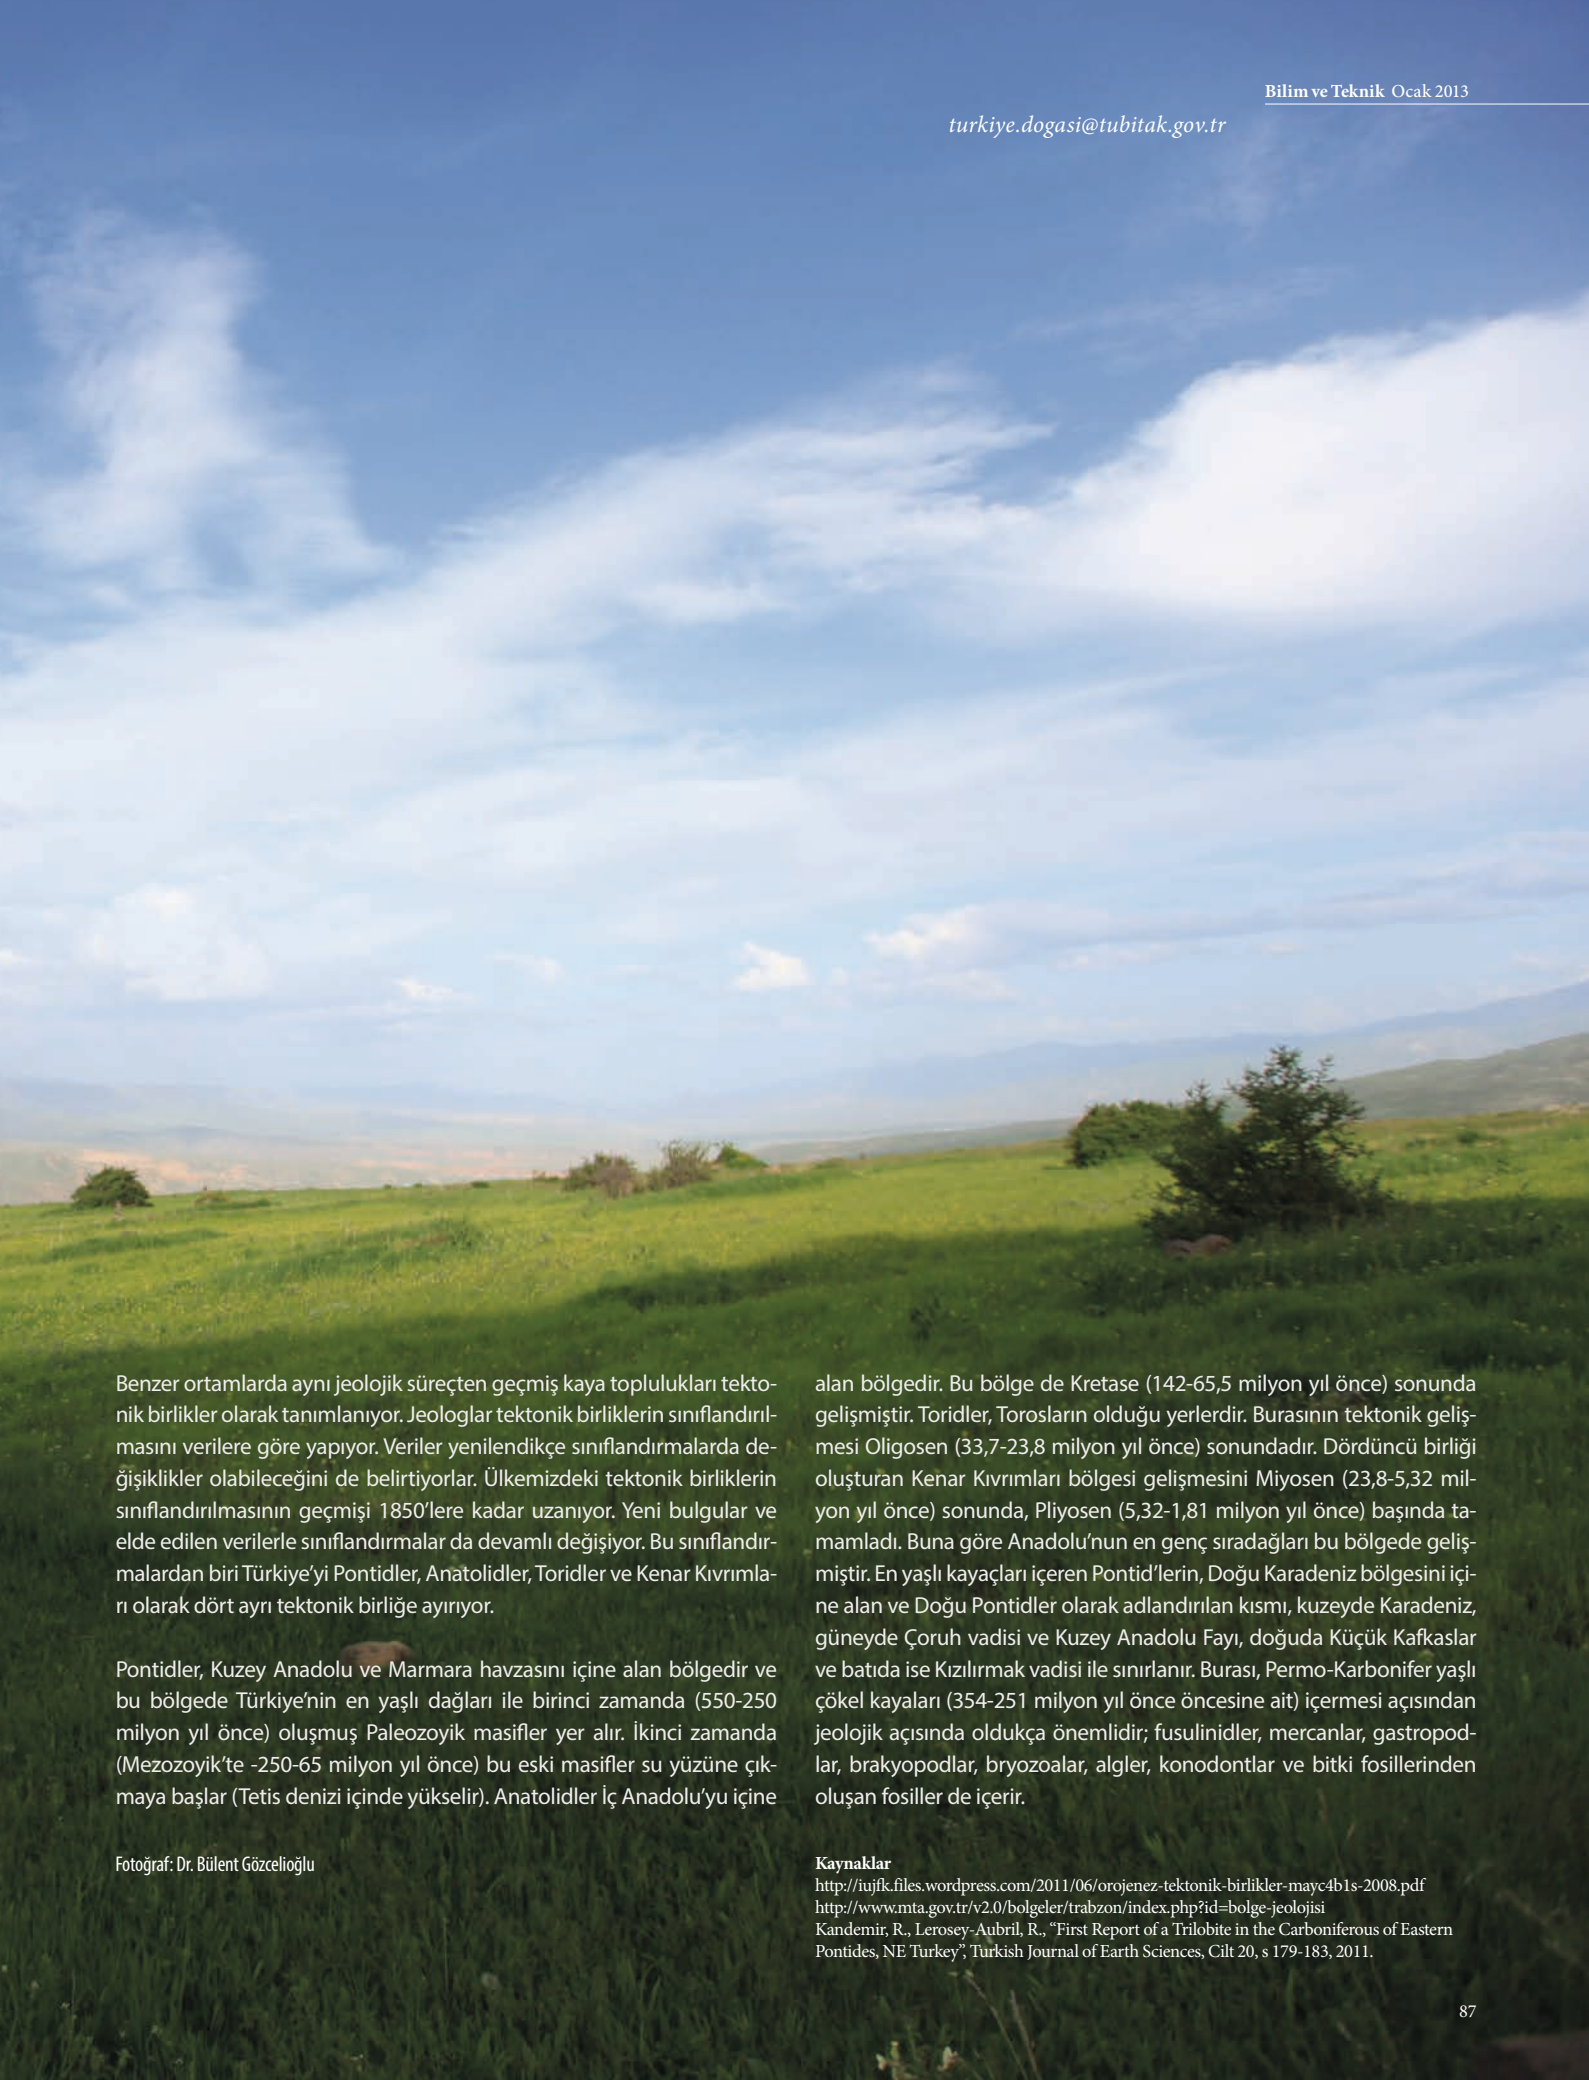 Bilim ve Teknik Ocak 2013
turkiye.dogasi@tubitak.gov.tr
Benzer ortamlarda aynı jeolojik süreçten geçmiş kaya toplulukları tekto-
nik birlikler olarak tanımlanıyor. Jeologlar tektonik birliklerin sınıflandırıl-
masını verilere göre yapıyor. Veriler yenilendikçe sınıflandırmalarda de-
ğişiklikler olabileceğini de belirtiyorlar. Ülkemizdeki tektonik birliklerin
sınıflandırılmasının geçmişi 1850’lere kadar uzanıyor. Yeni bulgular ve
elde edilen verilerle sınıflandırmalar da devamlı değişiyor. Bu sınıflandır-
malardan biri Türkiye’yi Pontidler, Anatolidler, Toridler ve Kenar Kıvrımla-
rı olarak dört ayrı tektonik birliğe ayırıyor.
Pontidler, Kuzey Anadolu ve Marmara havzasını içine alan bölgedir ve
bu bölgede Türkiye’nin en yaşlı dağları ile birinci zamanda (550-250
milyon yıl önce) oluşmuş Paleozoyik masifler yer alır. İkinci zamanda
(Mezozoyik’te -250-65 milyon yıl önce) bu eski masifler su yüzüne çık-
maya başlar (Tetis denizi içinde yükselir). Anatolidler İç Anadolu’yu içine
alan bölgedir. Bu bölge de Kretase (142-65,5 milyon yıl önce) sonunda
gelişmiştir. Toridler, Torosların olduğu yerlerdir. Burasının tektonik geliş-
mesi Oligosen (33,7-23,8 milyon yıl önce) sonundadır. Dördüncü birliği
oluşturan Kenar Kıvrımları bölgesi gelişmesini Miyosen (23,8-5,32 mil-
yon yıl önce) sonunda, Pliyosen (5,32-1,81 milyon yıl önce) başında ta-
mamladı. Buna göre Anadolu’nun en genç sıradağları bu bölgede geliş-
miştir. En yaşlı kayaçları içeren Pontid’lerin, Doğu Karadeniz bölgesini içi-
ne alan ve Doğu Pontidler olarak adlandırılan kısmı, kuzeyde Karadeniz,
güneyde Çoruh vadisi ve Kuzey Anadolu Fayı, doğuda Küçük Kafkaslar
ve batıda ise Kızılırmak vadisi ile sınırlanır. Burası, Permo-Karbonifer yaşlı
çökel kayaları (354-251 milyon yıl önce öncesine ait) içermesi açısından
jeolojik açısında oldukça önemlidir; fusulinidler, mercanlar, gastropod-
lar, brakyopodlar, bryozoalar, algler, konodontlar ve bitki fosillerinden
oluşan fosiller de içerir.
Fotoğraf: Dr. Bülent Gözcelioğlu
Kaynaklar
http://iujfk.files.wordpress.com/2011/06/orojenez-tektonik-birlikler-mayc4b1s-2008.pdf
http://www.mta.gov.tr/v2.0/bolgeler/trabzon/index.php?id=bolge-jeolojisi
Kandemir, R., Lerosey-Aubril, R., “First Report of a Trilobite in the Carboniferous of Eastern
Pontides, NE Turkey”, Turkish Journal of Earth Sciences, Cilt 20, s 179-183, 2011.
87